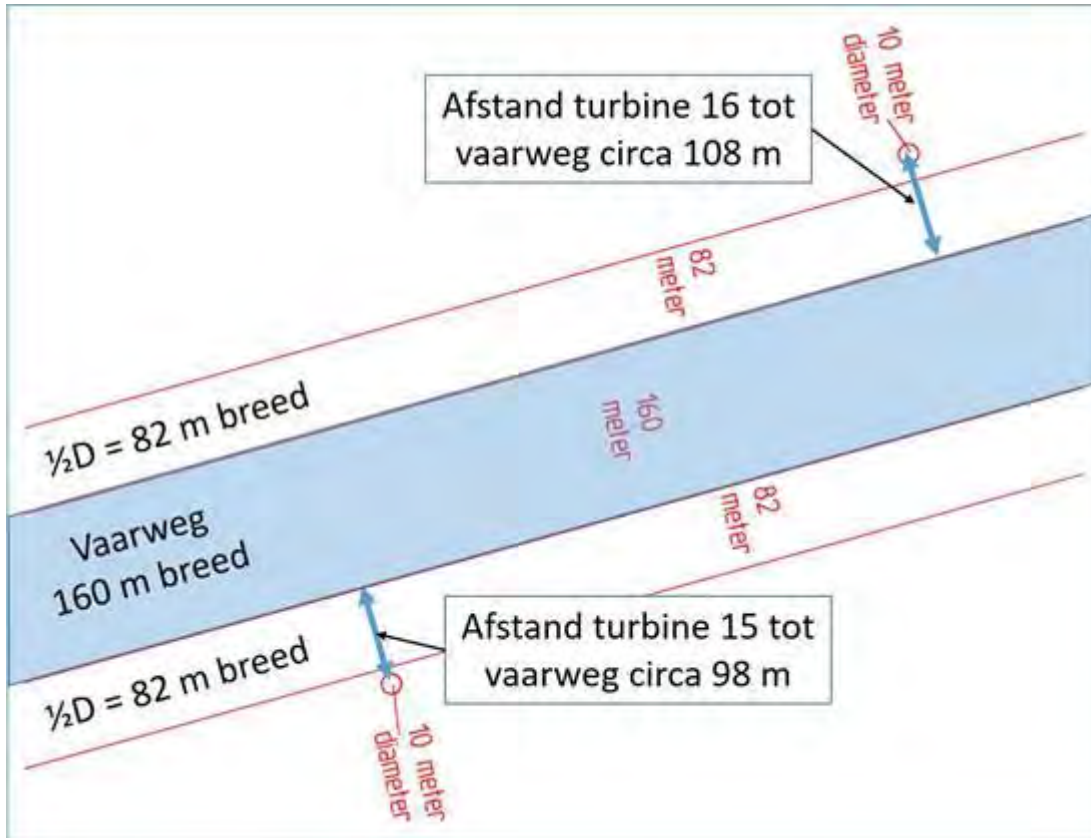 10 meter
diameter
Afstand turbine 16 tot
vaarweg circa 108 m
82
meter
½D = 82 m breed
160
meter
Vaarweg
160 m breed
82
meter
Afstand turbine 15 tot
vaarweg circa 98 m
½D = 82 m breed
10 meter
diameter